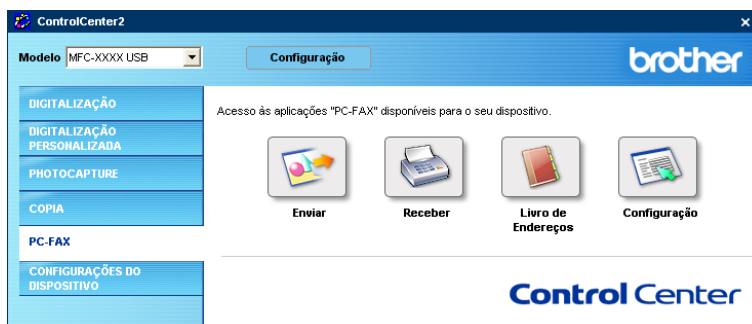 ControlCenter2
Modelo MFC-XXXX USB
Configuração
brother
DIGITALIZAÇÃO
DIGITALIZAÇÃO
PERSONALIZADA
PHOTOCAPTURE
COPIA
PC-FAX
CONFIGURAÇÕES DO
DISPOSITIVO
Acesso às aplicações "PC-FAX" disponíveis para o seu dispositivo.
Enviar
Receber
Livro de
Endereços
Configuração
Control Center